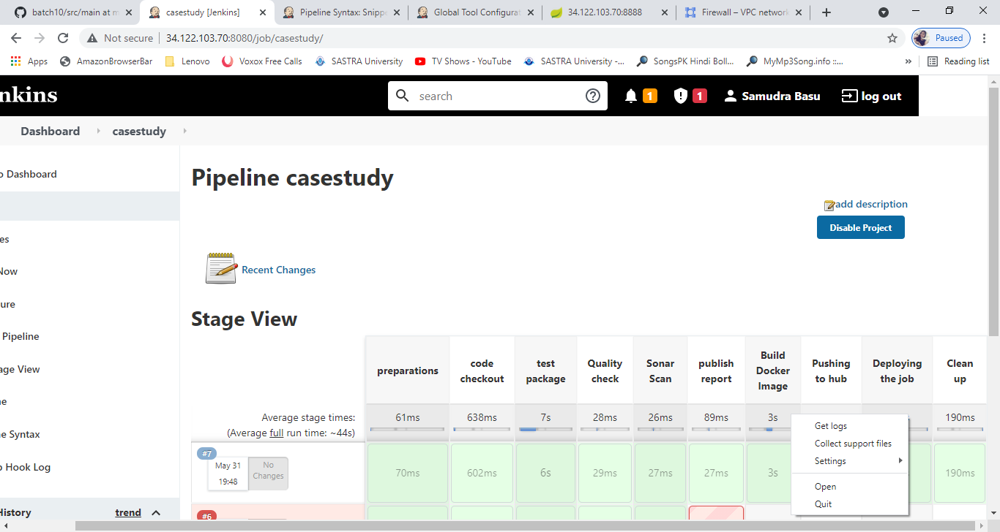 batch10/src/main at m
casestudy [Jenkins]
Pipeline Syntax: Snippe
Global Tool Configurat
34.122.103.70:8888
Firewall – VPC network
Not secure
34.122.103.70:8080/job/casestudy/
Paused
Apps
AmazonBrowserBar
Lenovo
Voxox Free Calls
SASTRA University
TV Shows - YouTube
SASTRA University -...
SongsPK Hindi Boll...
MyMp3Song.info ::...
»
Reading list
nkins
search
1
1
Samudra Basu
log out
Dashboard
casestudy
o Dashboard
es
Now
ure
Pipeline
age View
ne
ne Syntax
b Hook Log
History
trend
Pipeline casestudy
add description
Disable Project
Recent Changes
Stage View
preparations
code
checkout
test
package
Quality
check
Sonar
Scan
publish
report
Build
Docker
Image
Pushing
to hub
Deploying
the job
Clean
up
Average stage times:
(Average full run time: ~44s)
61ms
638ms
7s
28ms
26ms
89ms
3s
190ms
#7
May 31
19:48
No
Changes
70ms
602ms
6s
29ms
27ms
27ms
3s
190ms
#6
Get logs
Collect support files
Settings
Open
Quit